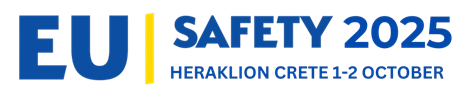 EU
SAFETY 2025
HERAKLION CRETE 1-2 OCTOBER